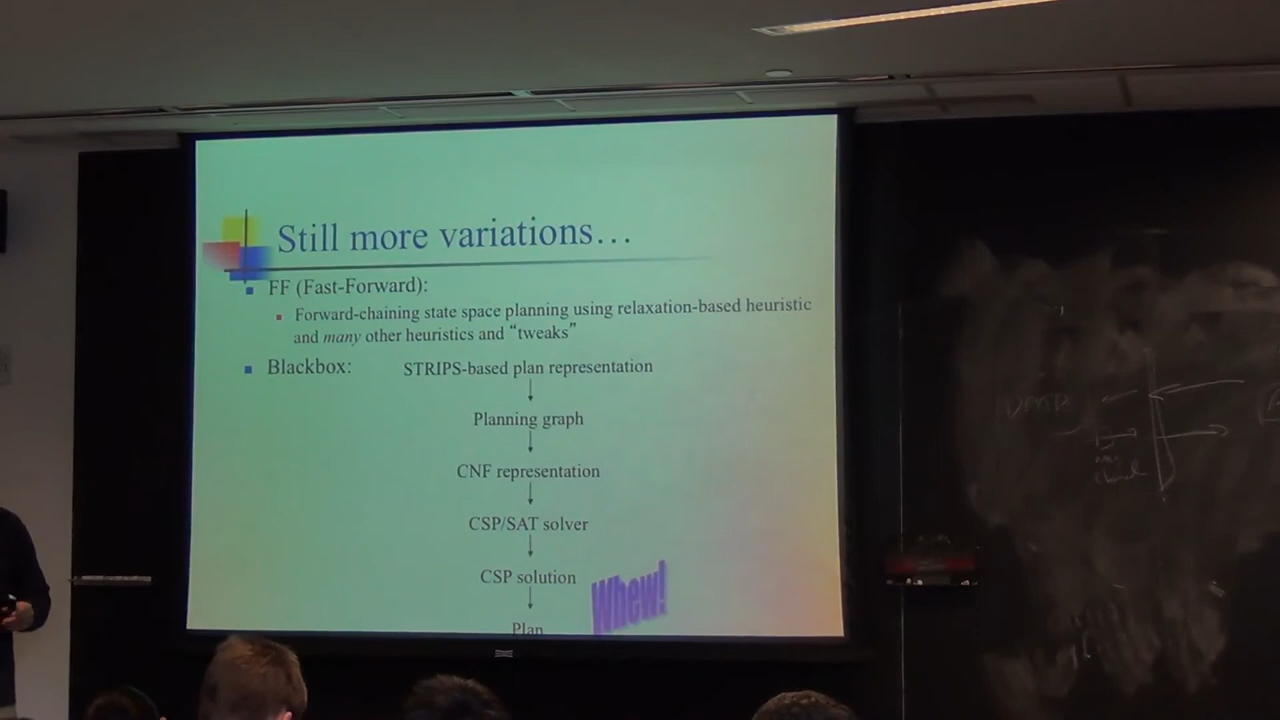 Still more variations…
FF (Fast-Forward):
Forward-chaining state space planning using relaxation-based heuristic
and many other heuristics and “tweaks”
Blackbox: STRIPS-based plan representation
Planning graph
CNF representation
CSP/SAT solver
CSP solution
Whew!
Plan